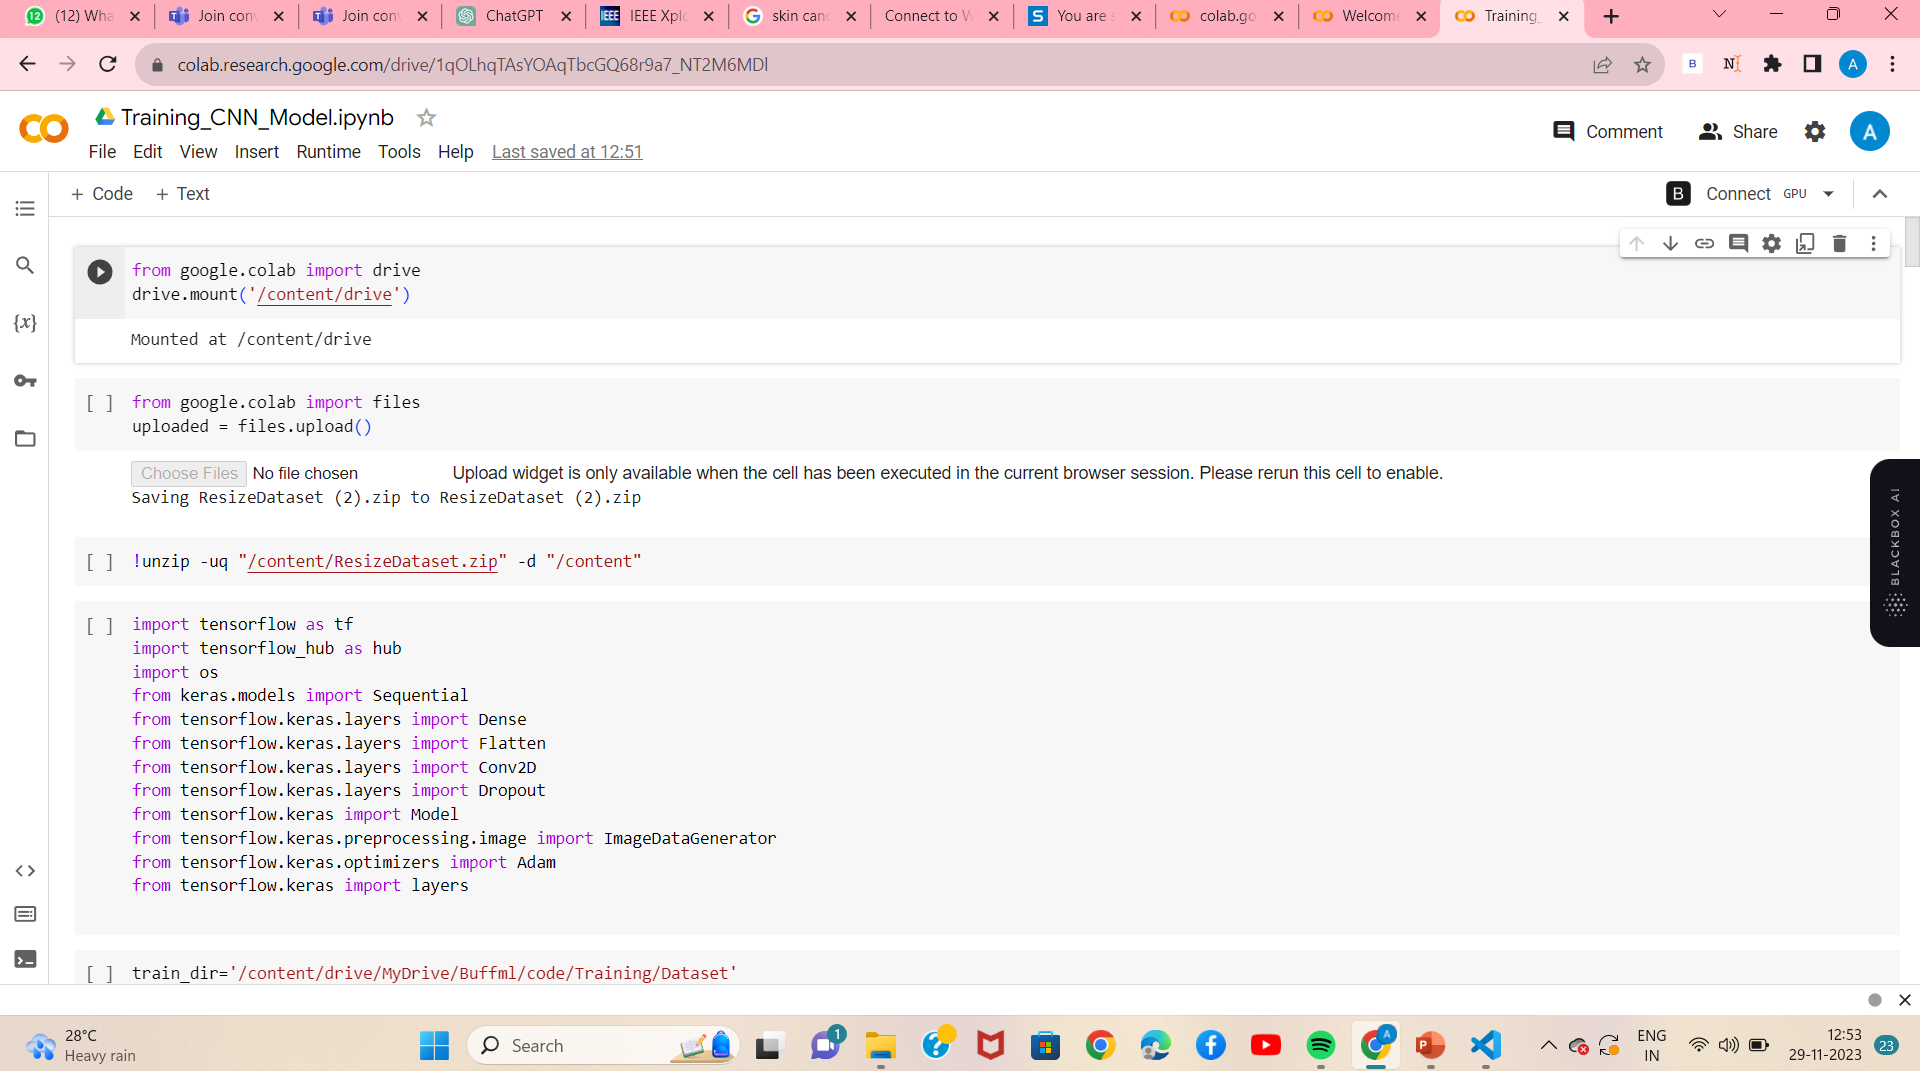 12 (12) Wha
Join con
Join con
ChatGPT
IEEE IEEE Xplo
skin canc
Connect to W
S You are s
colab.go
Welcome
Training_
colab.research.google.com/drive/1qOLhqTAsYOAqTbcGQ68r9a7_NT2M6MDl
B
A
Training_CNN_Model.ipynb
Comment
Share
A
File Edit View Insert Runtime Tools Help Last saved at 12:51
+ Code + Text
B Connect GPU
from google.colab import drive
drive.mount('/content/drive')
Mounted at /content/drive
{x}
[ ] from google.colab import files
uploaded = files.upload()
Choose Files No file chosen Upload widget is only available when the cell has been executed in the current browser session. Please rerun this cell to enable.
Saving ResizeDataset (2).zip to ResizeDataset (2).zip
[ ] !unzip -uq "/content/ResizeDataset.zip" -d "/content"
BLACKBOX AI
[ ] import tensorflow as tf
import tensorflow_hub as hub
import os
from keras.models import Sequential
from tensorflow.keras.layers import Dense
from tensorflow.keras.layers import Flatten
from tensorflow.keras.layers import Conv2D
from tensorflow.keras.layers import Dropout
from tensorflow.keras import Model
from tensorflow.keras.preprocessing.image import ImageDataGenerator
from tensorflow.keras.optimizers import Adam
from tensorflow.keras import layers
[ ] train_dir='/content/drive/MyDrive/Buffml/code/Training/Dataset'
28°C
Heavy rain
Search
1
A
ENG
IN
12:53
29-11-2023
23